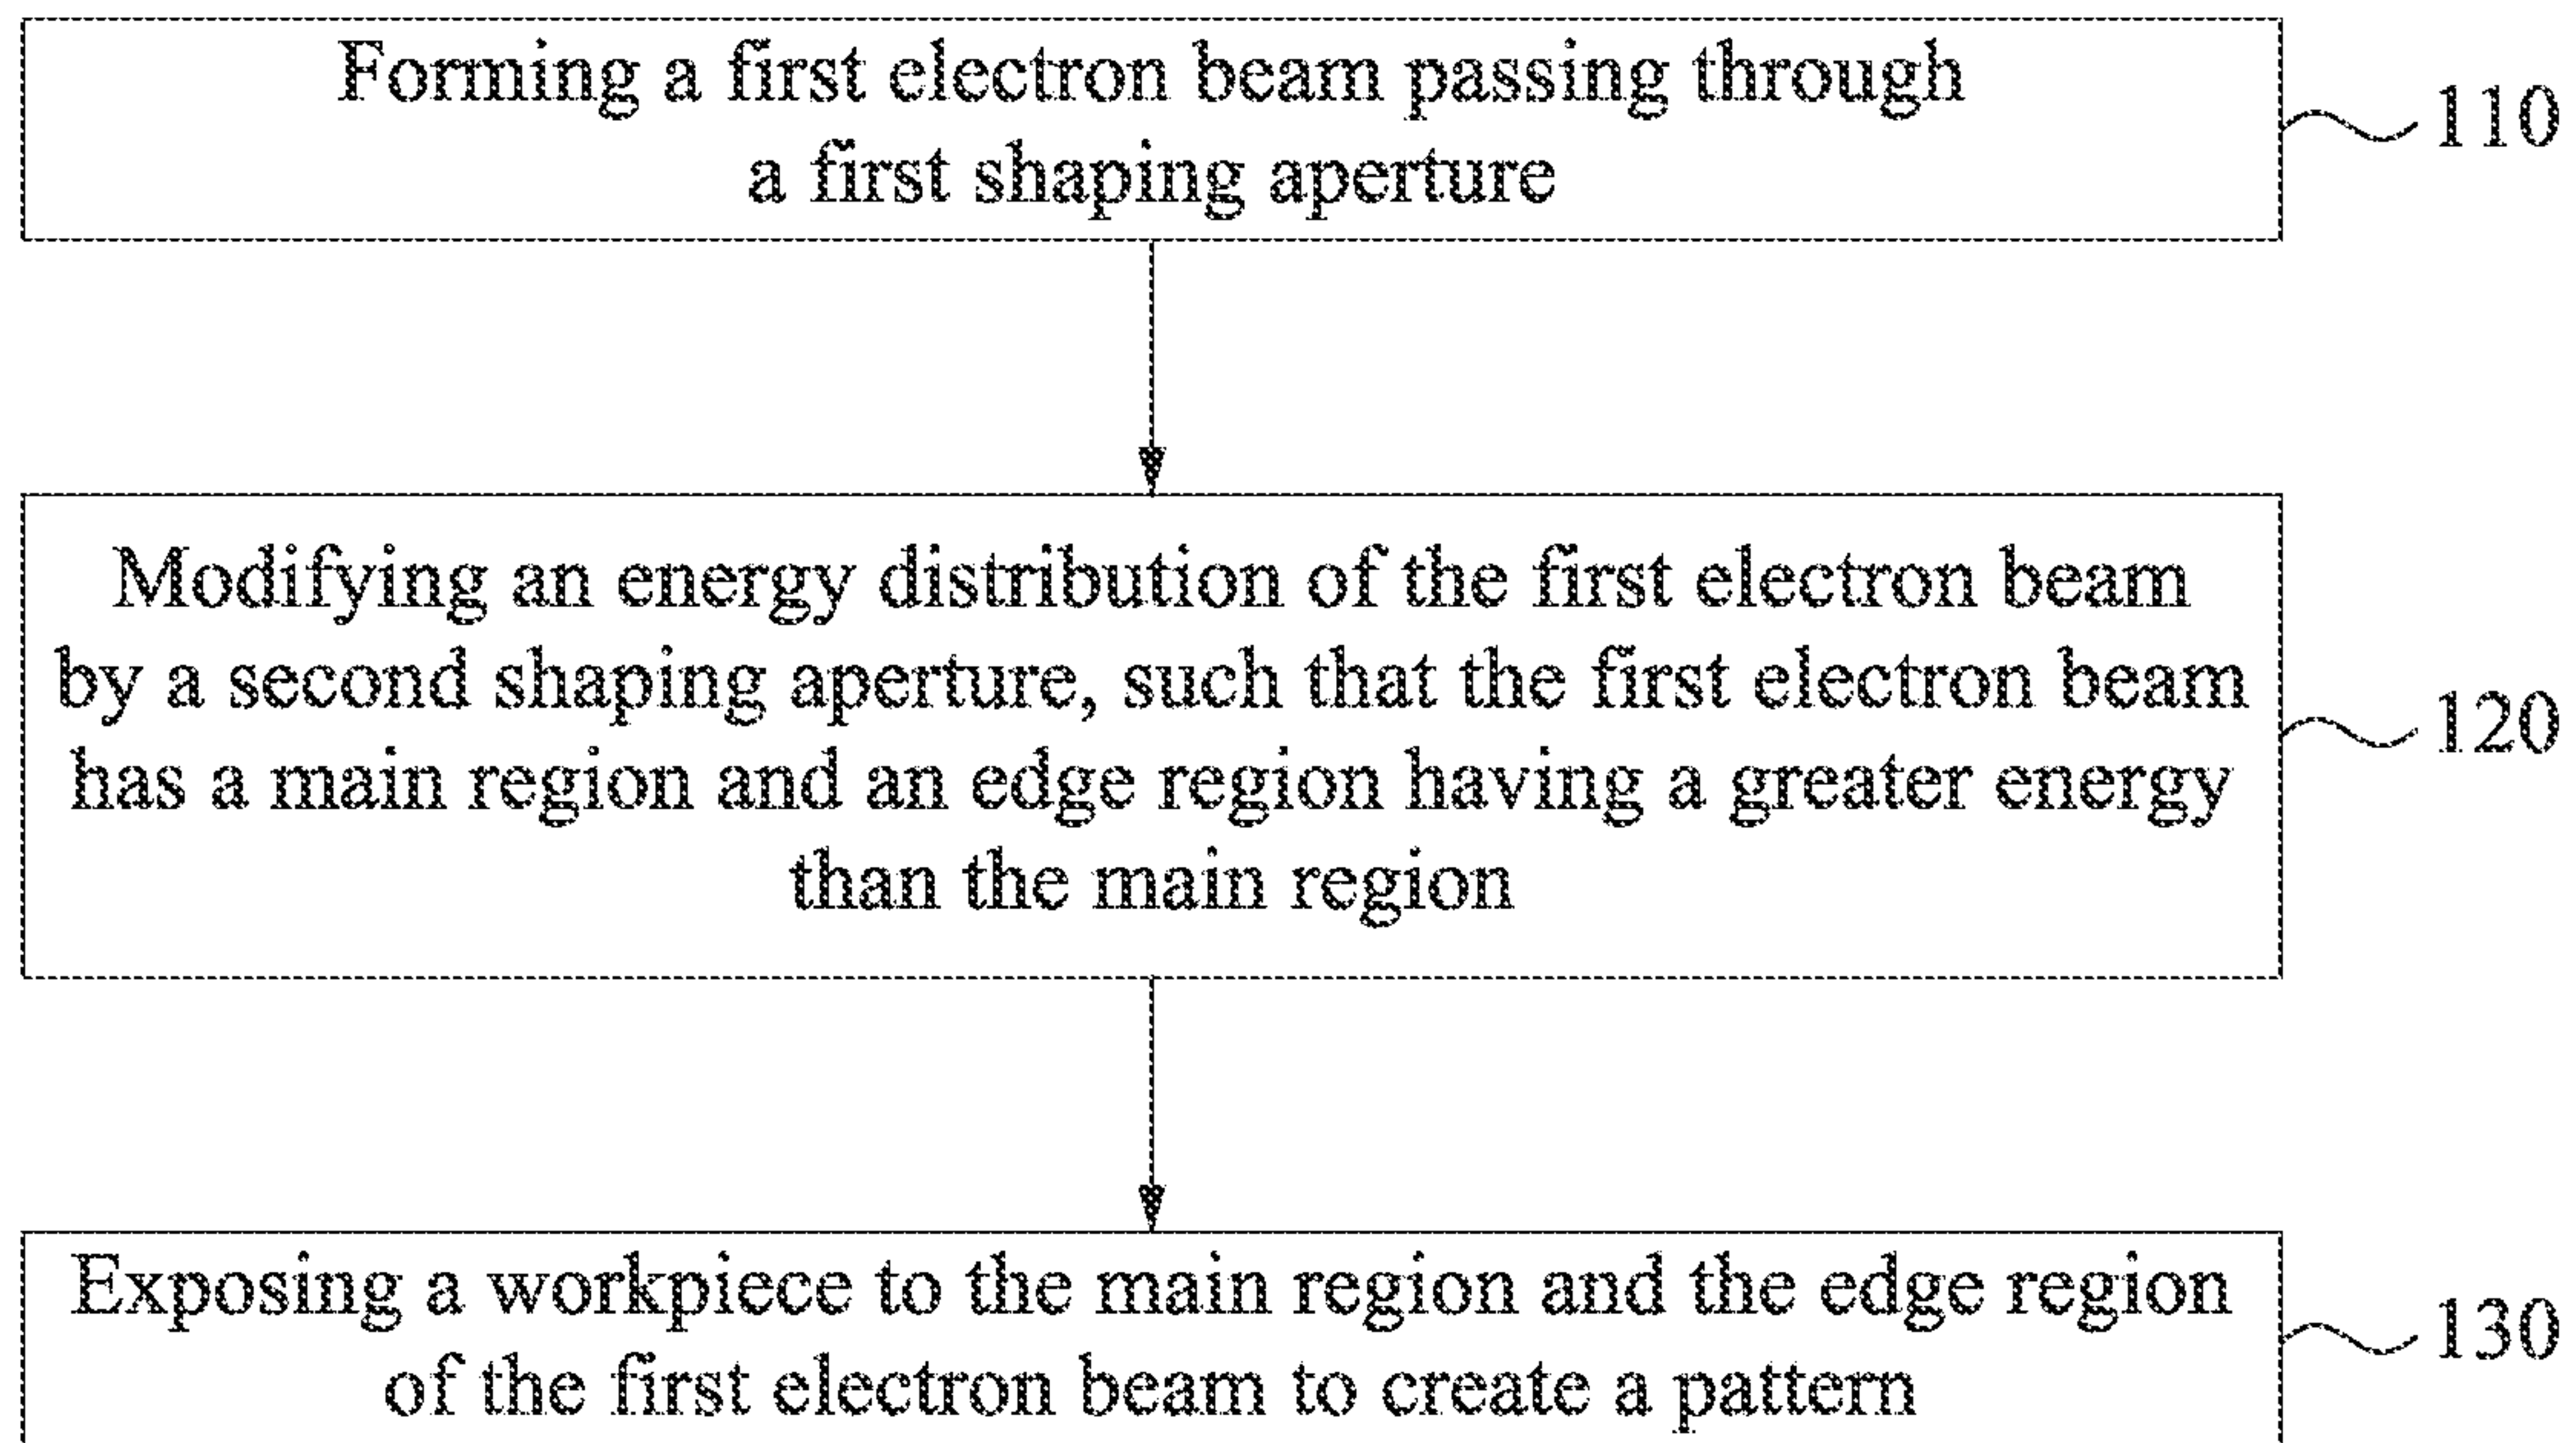 Forming a first electron beam passing through
a first shaping aperture
110
Modifying an energy distribution of the first electron beam
by a second shaping aperture, such that the first electron beam
has a main region and an edge region having a greater energy
than the main region
120
Exposing a workpiece to the main region and the edge region
of the first electron beam to create a pattern
130